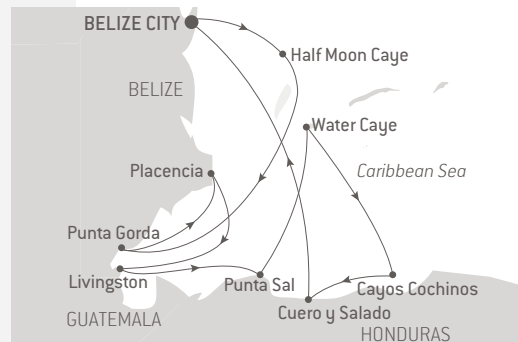 BELIZE CITY
Half Moon Caye
BELIZE
Water Caye
Placencia
Caribbean Sea
Punta Gorda
Livingston
Punta Sal
Cayos Cochinos
Cuero y Salado
GUATEMALA
HONDURAS